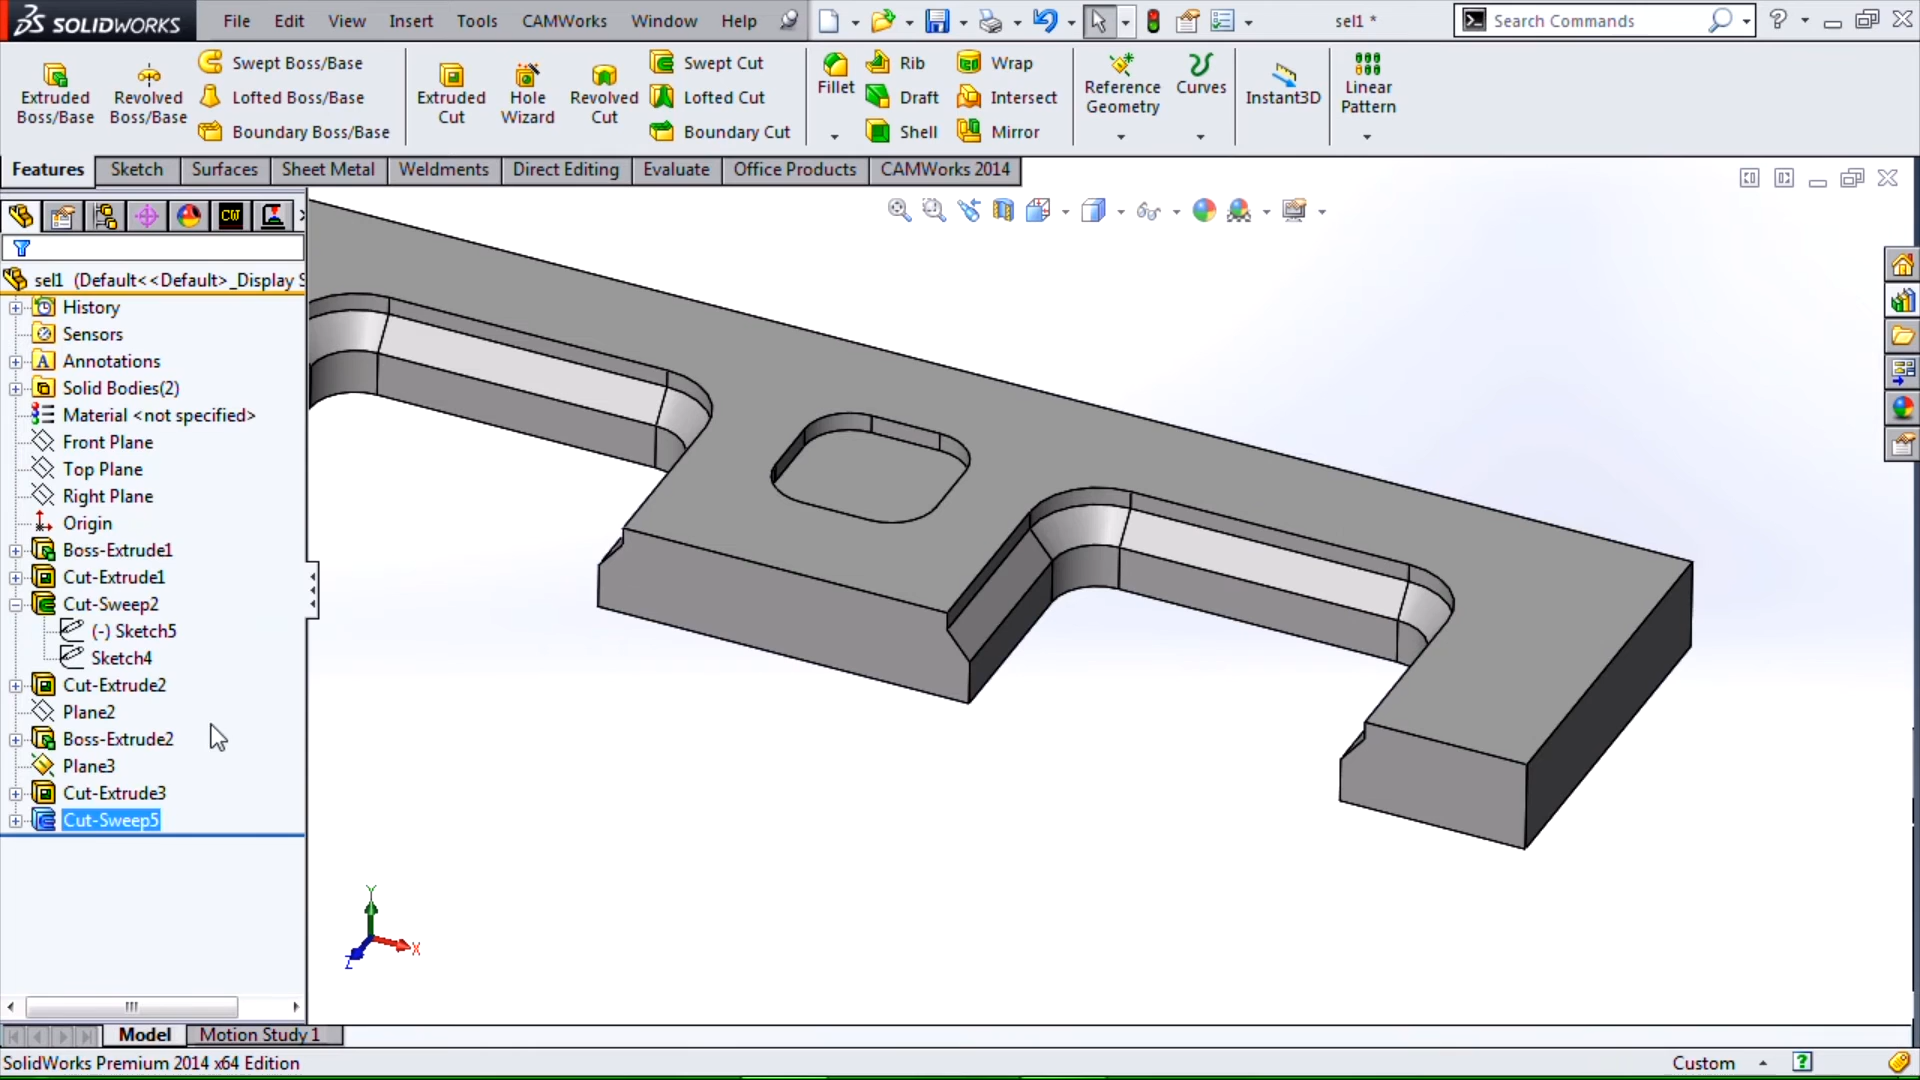 SOLIDWORKS File Edit View Insert Tools CAMWorks Window Help sel1 * Search Commands ?
Extruded Boss/Base
Revolved Boss/Base
Swept Boss/Base
Lofted Boss/Base
Boundary Boss/Base
Extruded Cut
Hole Wizard
Revolved Cut
Swept Cut
Lofted Cut
Boundary Cut
Fillet
Rib
Draft
Shell
Wrap
Intersect
Mirror
Reference Geometry
Curves
Instant3D
Linear Pattern
Features Sketch Surfaces Sheet Metal Weldments Direct Editing Evaluate Office Products CAMWorks 2014
CW
sel1 (Default<<Default>_Display S
History
Sensors
A Annotations
Solid Bodies(2)
Material <not specified>
Front Plane
Top Plane
Right Plane
Origin
Boss-Extrude1
Cut-Extrude1
Cut-Sweep2
(-) Sketch5
Sketch4
Cut-Extrude2
Plane2
Boss-Extrude2
Plane3
Cut-Extrude3
Cut-Sweep5
Y
X
Z
Model Motion Study 1
SolidWorks Premium 2014 x64 Edition Custom ?